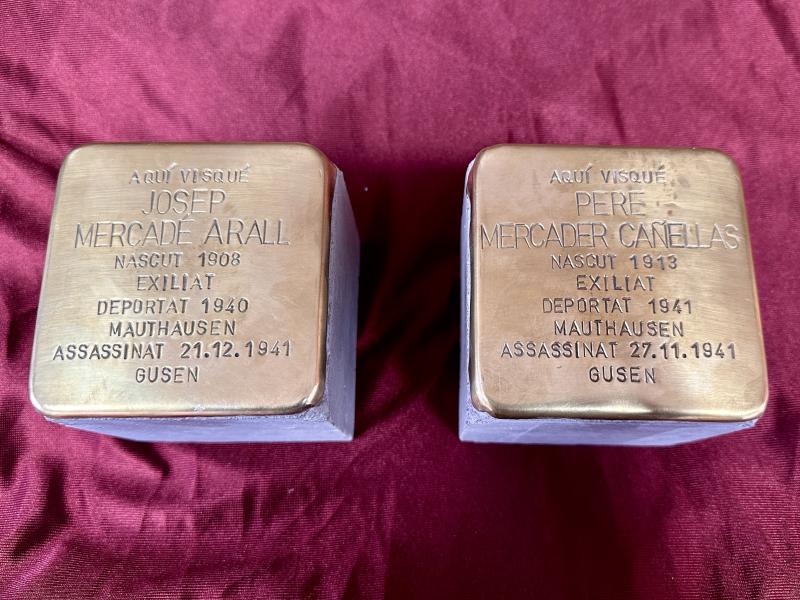 AQUÍ VISQUÉ
JOSEP
MERCADÉ ARALL
NASCUT 1908
EXILIAT
DEPORTAT 1940
MAUTHAUSEN
ASSASSINAT 21.12.1941
GUSEN
AQUÍ VISQUÉ
PERE
MERCADER CAÑELLAS
NASCUT 1913
EXILIAT
DEPORTAT 1941
MAUTHAUSEN
ASSASSINAT 27.11.1941
GUSEN